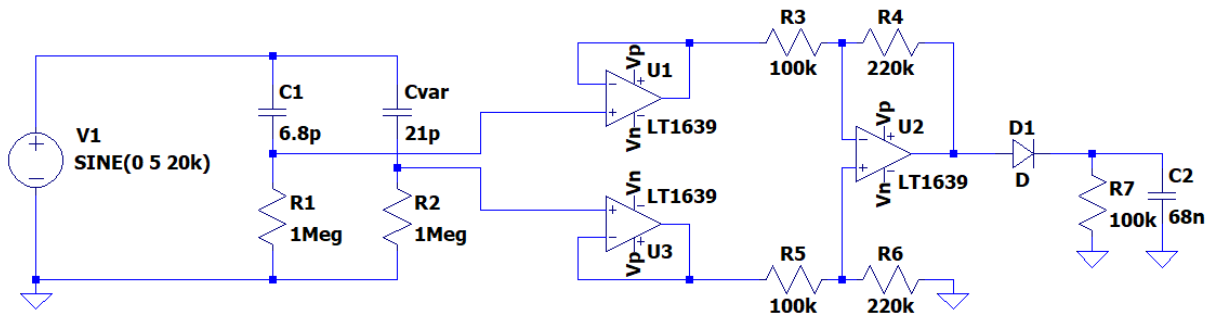 V1
SINE(0 5 20k)
C1
6.8p
R1
1Meg
Cvar
21p
R2
1Meg
Vp
U1
Vn
LT1639
Vn
LT1639
U3
Vp
R3
100k
R4
220k
Vp
U2
Vn
LT1639
R5
100k
R6
220k
D1
D
R7
100k
C2
68n